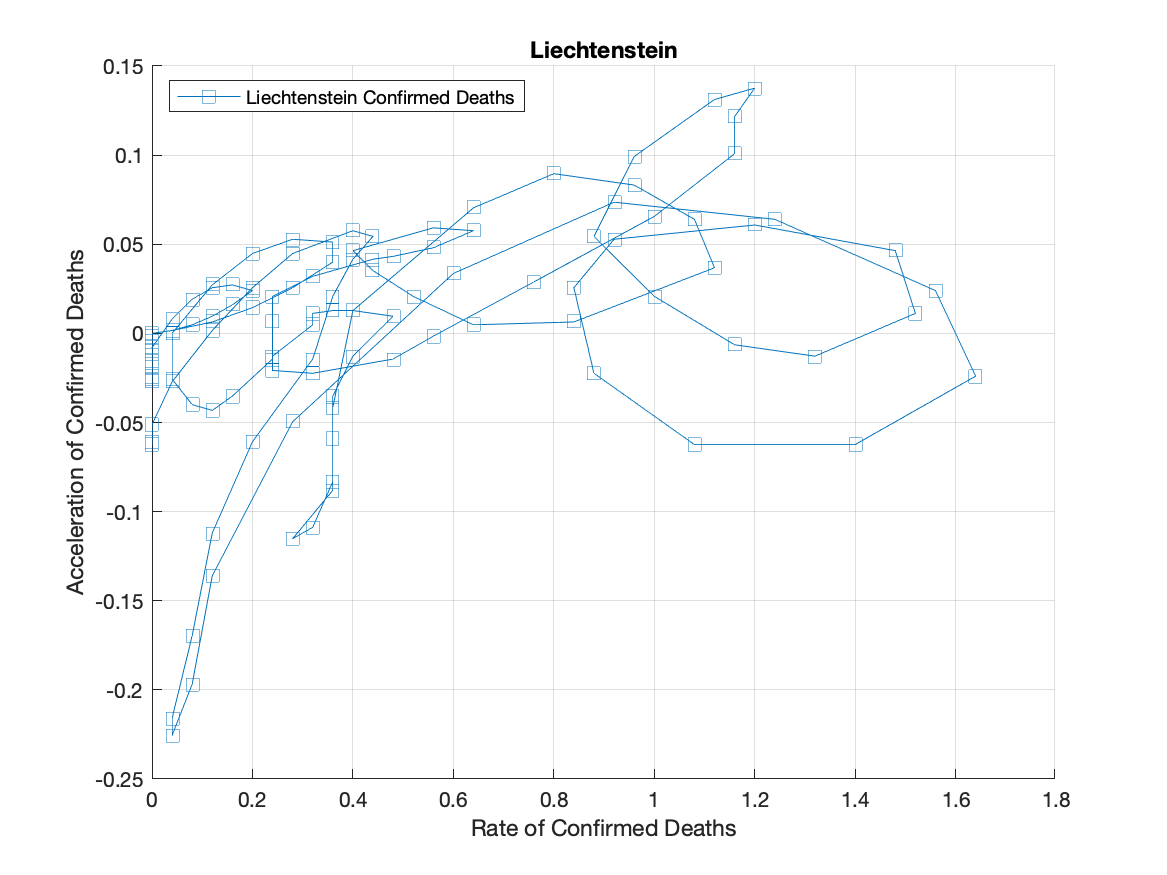 Liechtenstein
Liechtenstein Confirmed Deaths
0.15
0.1
0.05
0
-0.05
-0.1
-0.15
-0.2
-0.25
Acceleration of Confirmed Deaths
0 0.2 0.4 0.6 0.8 1 1.2 1.4 1.6 1.8
Rate of Confirmed Deaths